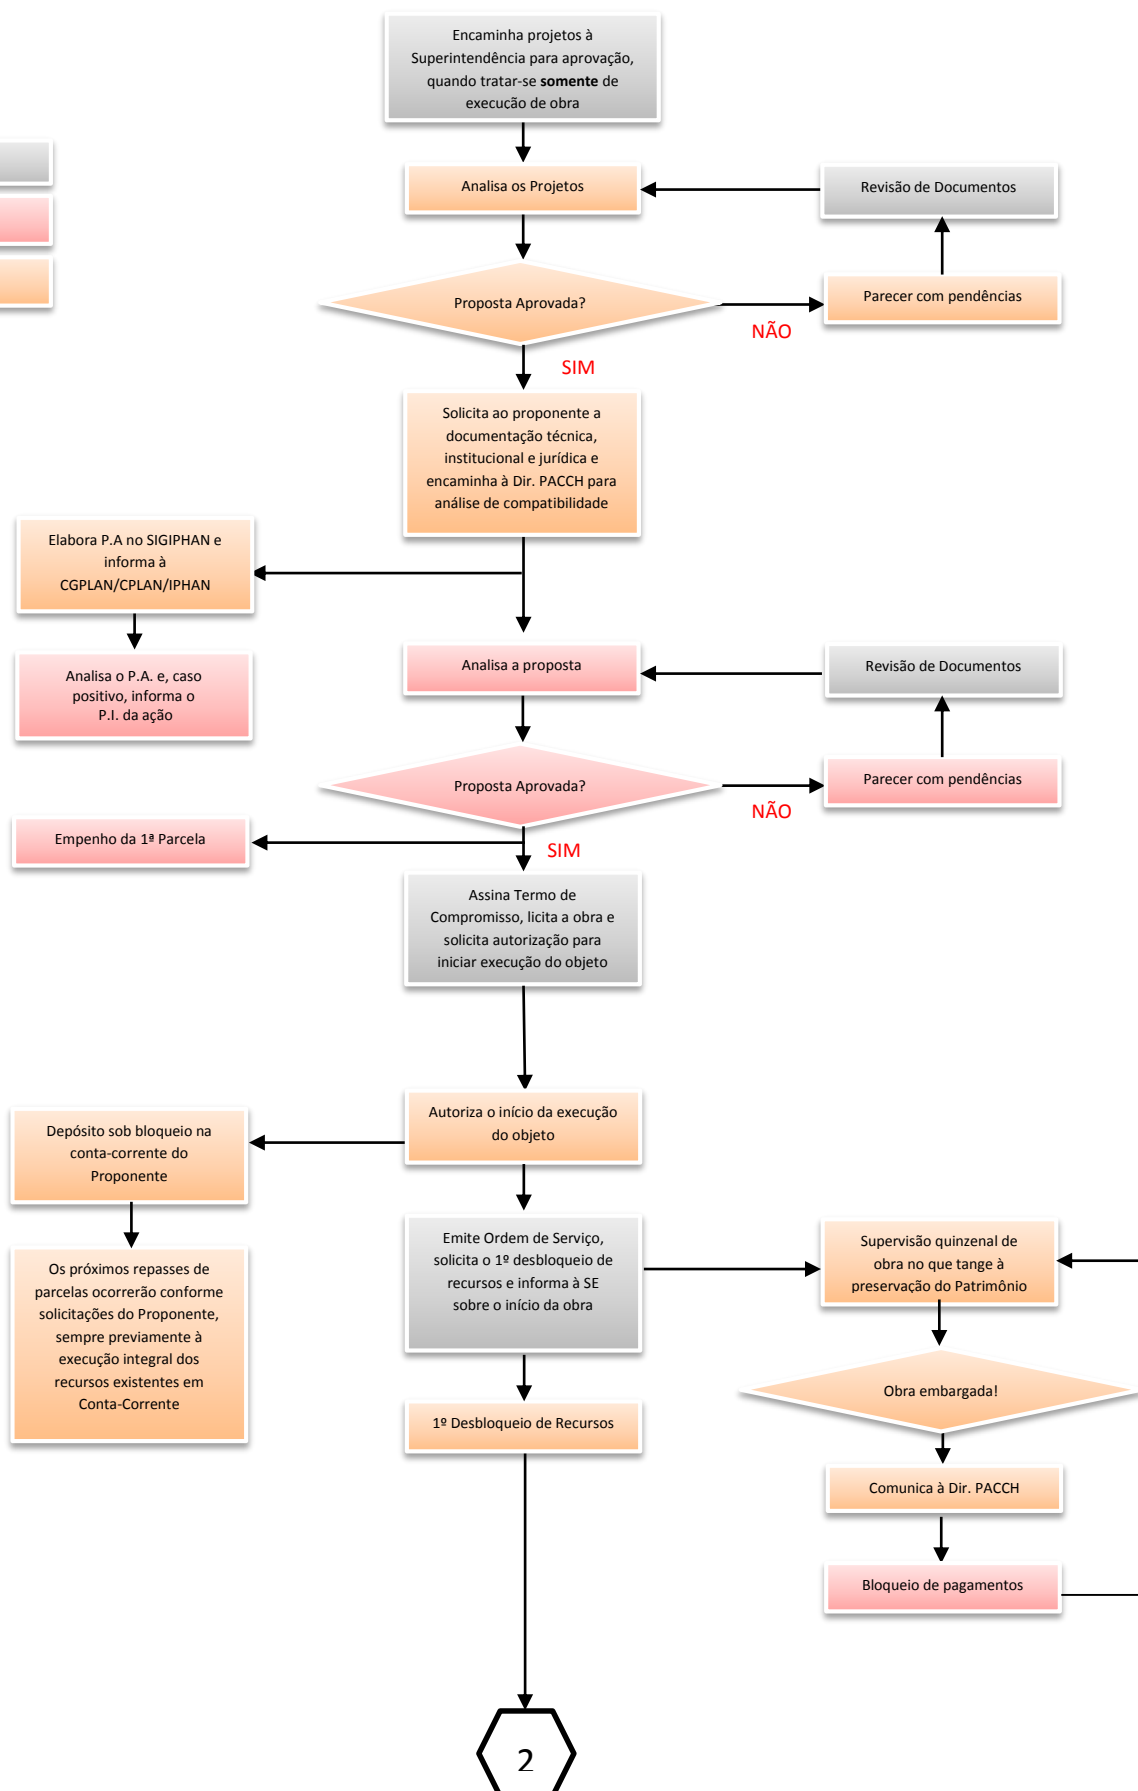 Encaminha projetos à
Superintendência para aprovação,
quando tratar-se somente de
execução de obra
Analisa os Projetos
Revisão de Documentos
Proposta Aprovada?
Parecer com pendências
NÃO
SIM
Solicita ao proponente a
documentação técnica,
institucional e jurídica e
encaminha à Dir. PACCH para
análise de compatibilidade
Elabora P.A no SIGIPHAN e
informa à
CGPLAN/CPLAN/IPHAN
Analisa o P.A. e, caso
positivo, informa o
P.I. da ação
Analisa a proposta
Revisão de Documentos
Proposta Aprovada?
Parecer com pendências
NÃO
Empenho da 1ª Parcela
SIM
Assina Termo de
Compromisso, licita a obra e
solicita autorização para
iniciar execução do objeto
Autoriza o início da execução
do objeto
Depósito sob bloqueio na
conta-corrente do
Proponente
Os próximos repasses de
parcelas ocorrerão conforme
solicitações do Proponente,
sempre previamente à
execução integral dos
recursos existentes em
Conta-Corrente
Emite Ordem de Serviço,
solicita o 1º desbloqueio de
recursos e informa à SE
sobre o início da obra
Supervisão quinzenal de
obra no que tange à
preservação do Patrimônio
Obra embargada!
1º Desbloqueio de Recursos
Comunica à Dir. PACCH
Bloqueio de pagamentos
2